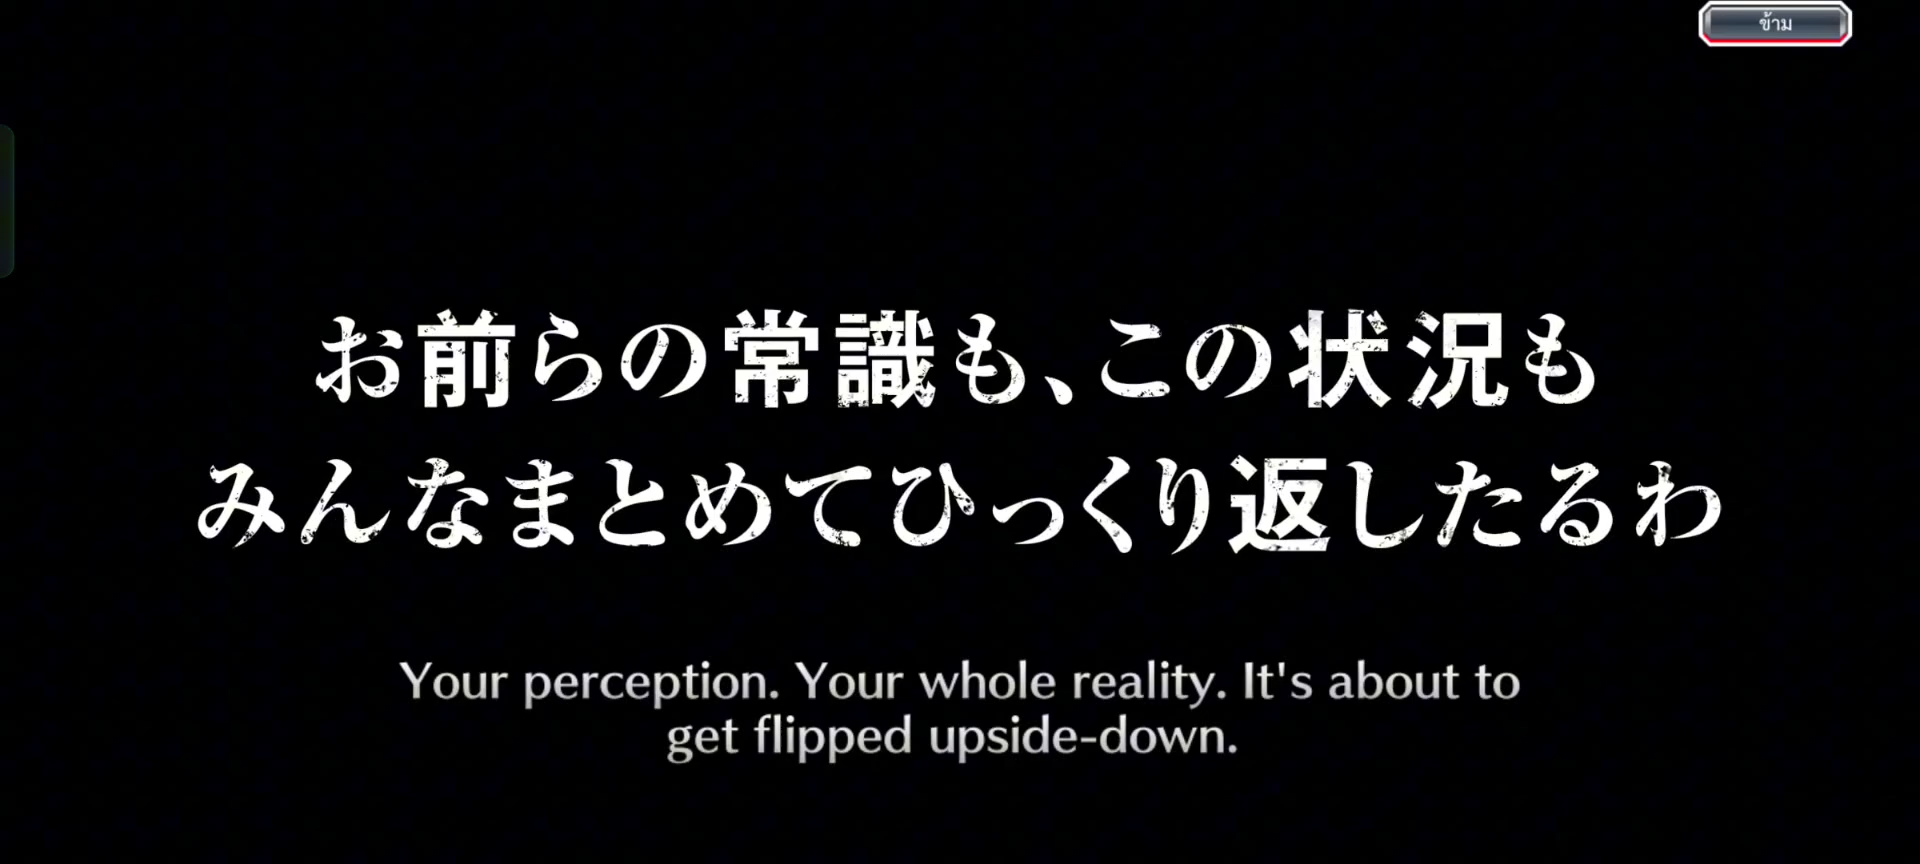 ข้าม
お前らの常識も、この状況も
みんなまとめてひっくり返したるわ
Your perception. Your whole reality. It's about to
get flipped upside-down.